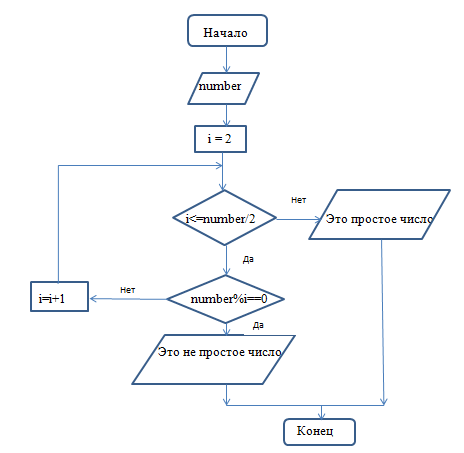 Начало
number
i = 2
i<=number/2
Нет
Это простое число
Да
number%i==0
Нет
i=i+1
Да
Это не простое число
Конец